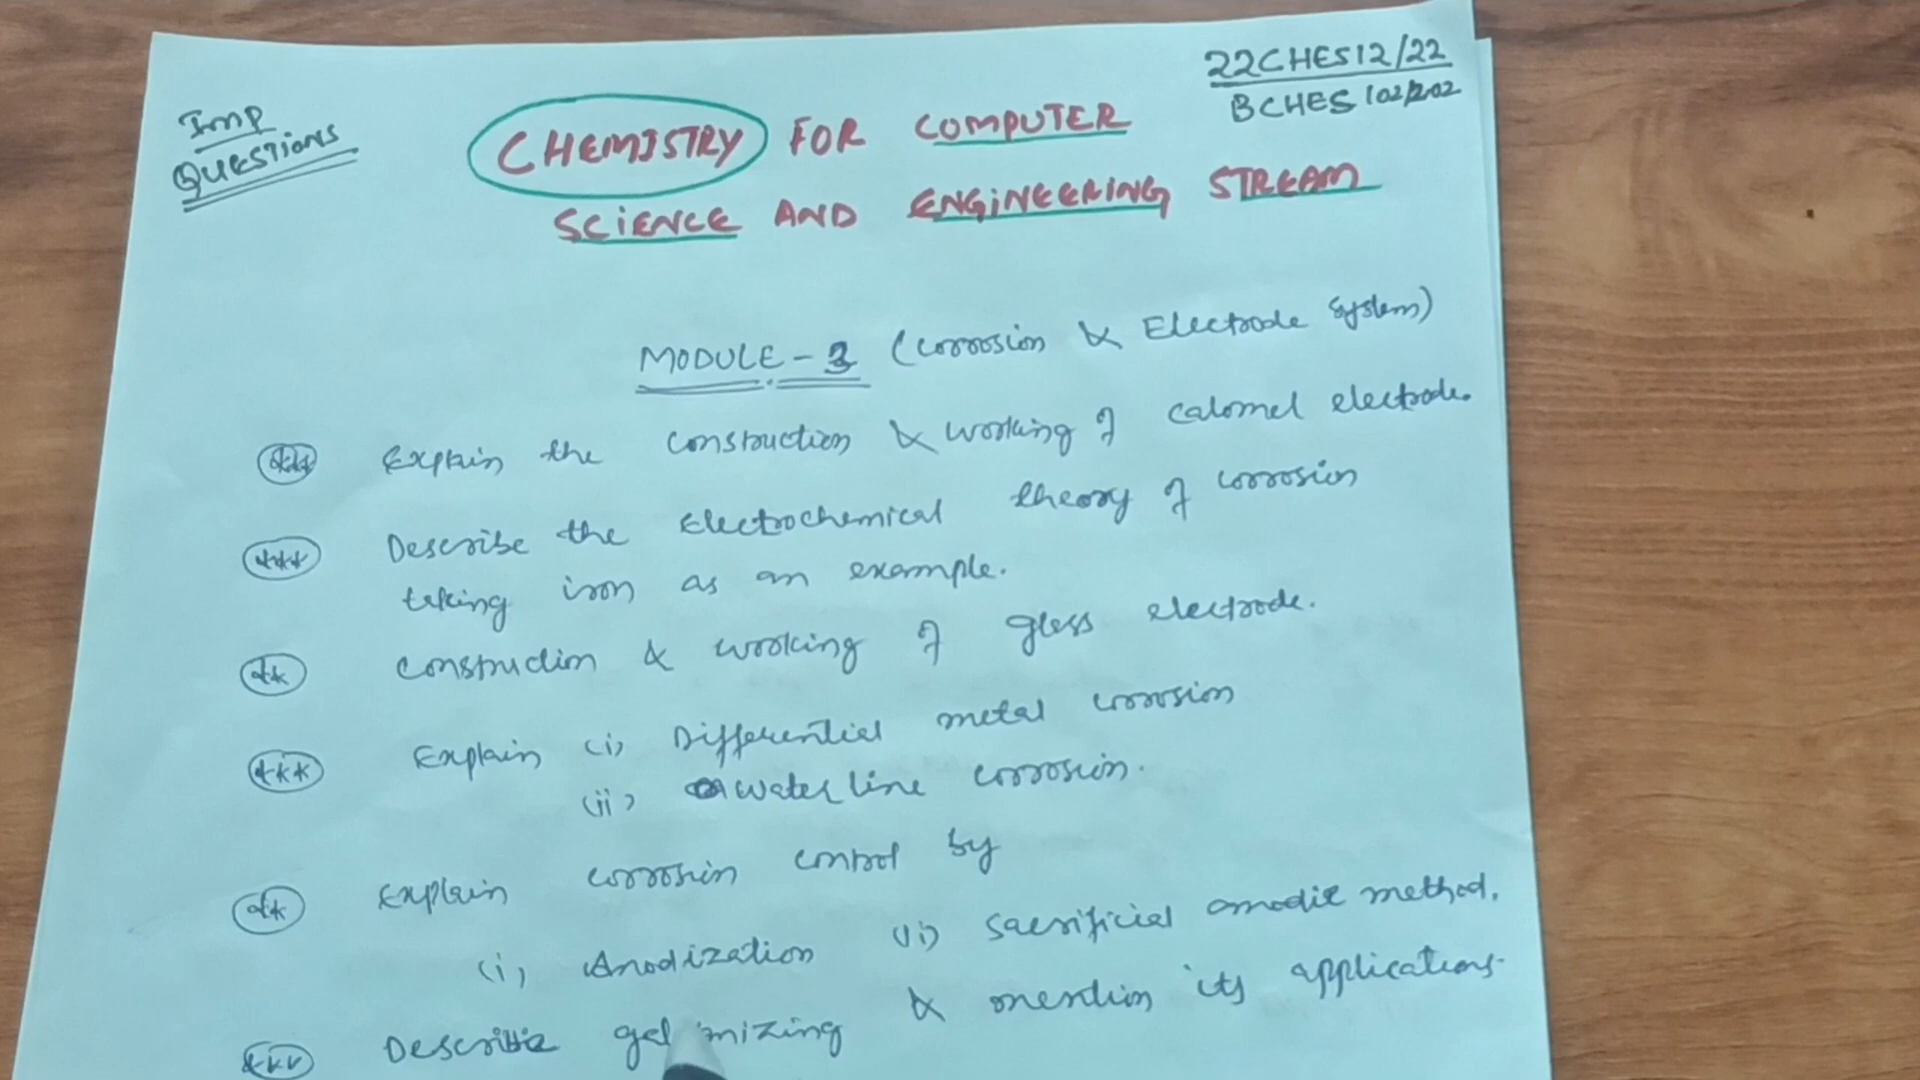 Imp
QUESTIONS
22CHES12/22
BCHES 102/202
CHEMISTRY FOR COMPUTER
SCIENCE AND ENGINEERING STREAM
MODULE - 3 (Corrosion & Electrode System)
*** Explain the construction & working of calomel electrode.
*** Describe the Electrochemical theory of corrosion
taking iron as an example.
** Construction & working of glass electrode.
*** Explain (i) Differential metal corrosion
(ii) water line corrosion.
** Explain corrosion control by
(i) Anodization (ii) Sacrificial anodic method.
*** Describe & mention its applications.